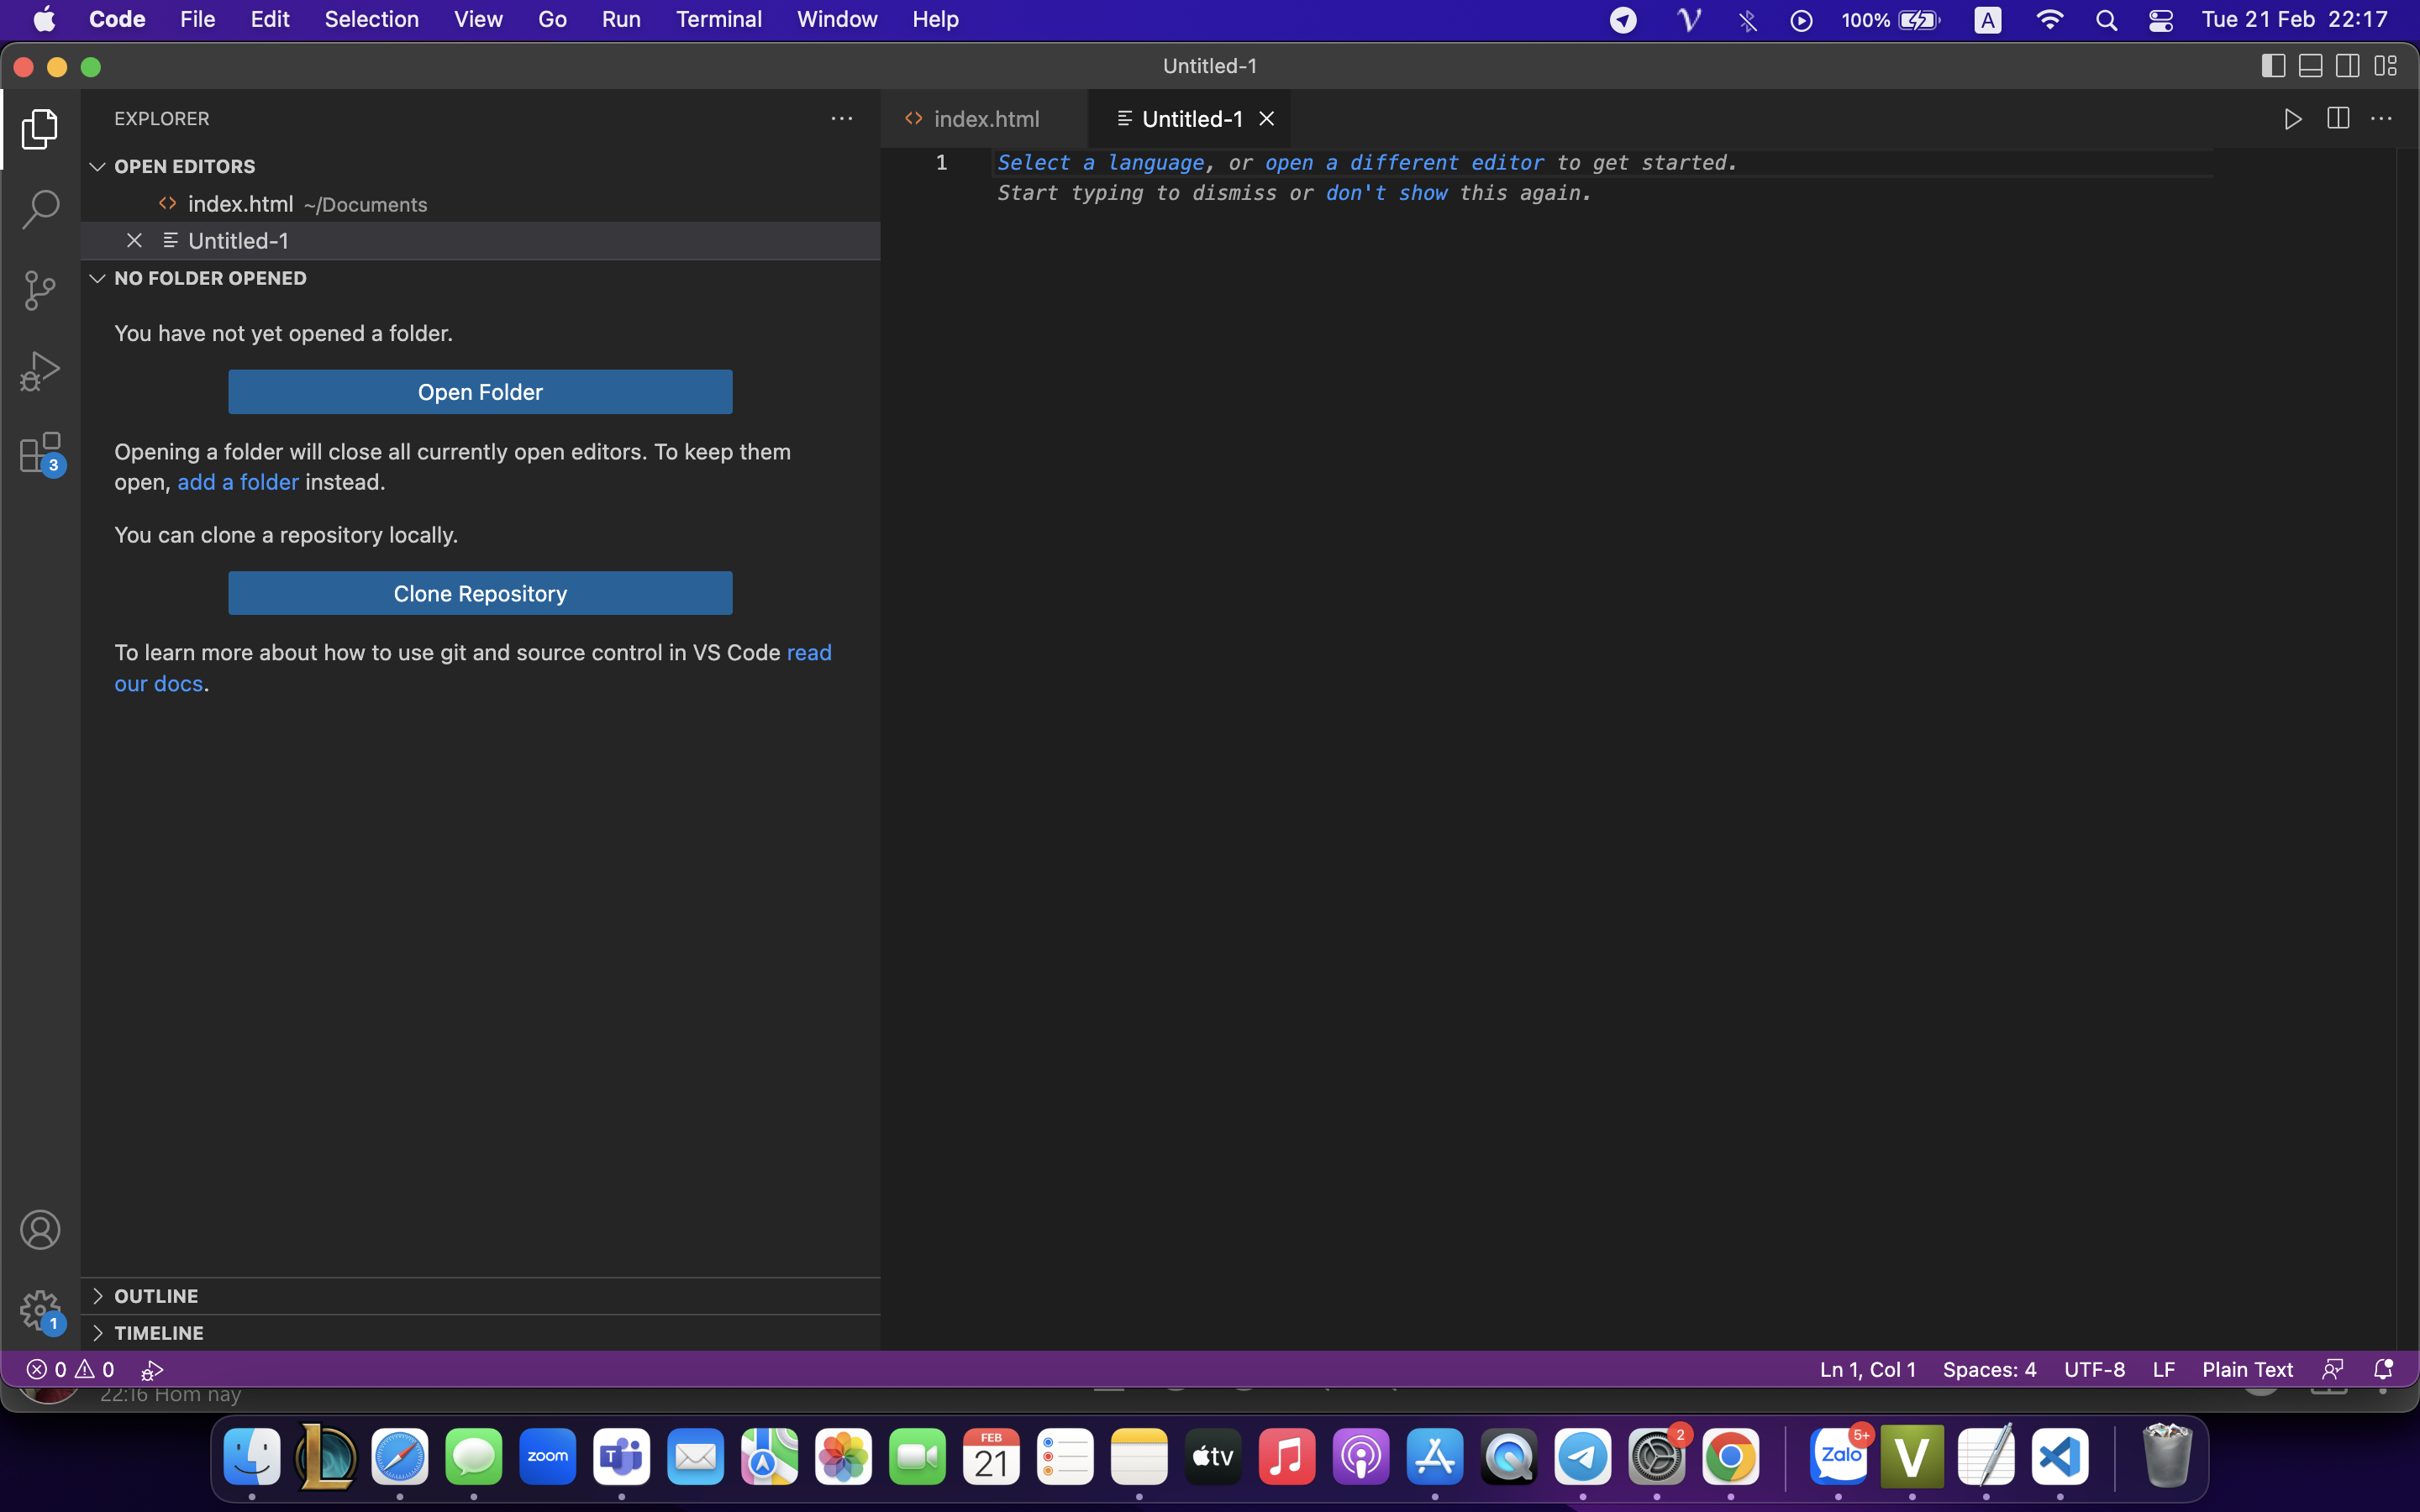 Code File Edit Selection View Go Run Terminal Window Help 100% A Tue 21 Feb 22:17
Untitled-1
EXPLORER
OPEN EDITORS
index.html ~/Documents
Untitled-1
NO FOLDER OPENED
You have not yet opened a folder.
Open Folder
Opening a folder will close all currently open editors. To keep them
open, add a folder instead.
You can clone a repository locally.
Clone Repository
To learn more about how to use git and source control in VS Code read
our docs.
3
1
OUTLINE
TIMELINE
index.html Untitled-1
1 Select a language, or open a different editor to get started.
Start typing to dismiss or don't show this again.
0 0 Ln 1, Col 1 Spaces: 4 UTF-8 LF Plain Text
22:16 Hôm nay
zoom
T
FEB
21
tv
2
Zalo
5+
V